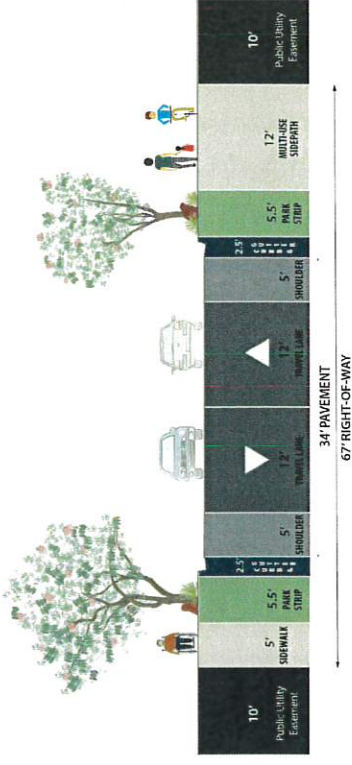 10'
Public Utility
Easement
5'
SIDEWALK
5.5'
PARK
STRIP
2.5'
CURB
5'
SHOULDER
12'
TRAVEL LANE
12'
TRAVEL LANE
5'
SHOULDER
2.5'
CURB
5.5'
PARK
STRIP
12'
MULTI-USE
SIDEPATH
10'
Public Utility
Easement
34' PAVEMENT
67' RIGHT-OF-WAY